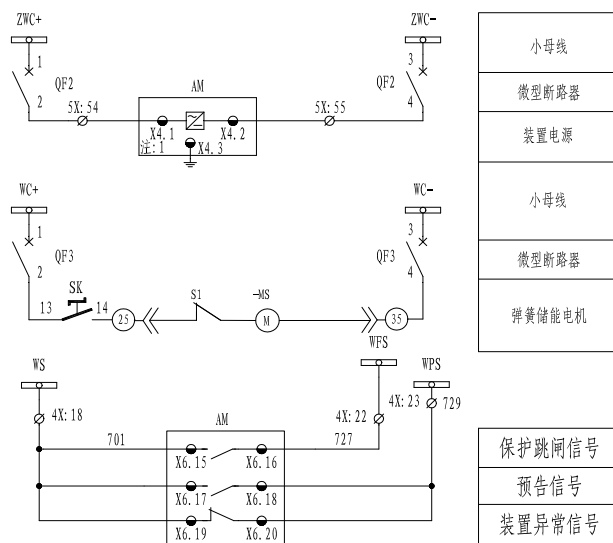 ZWC+
ZWC-
小母线
1
3
QF2
QF2
微型断路器
2
4
AM
5X:54
5X:55
装置电源
X4.1
X4.2
注:1
X4.3
WC+
WC-
小母线
1
3
QF3
QF3
微型断路器
2
4
SK
S1
-MS
弹簧储能电机
13
14
25
M
35
WS
WFS
WPS
4X:18
AM
4X:22
4X:23
729
701
727
保护跳闸信号
X6.15
X6.16
预告信号
X6.17
X6.18
装置异常信号
X6.19
X6.20